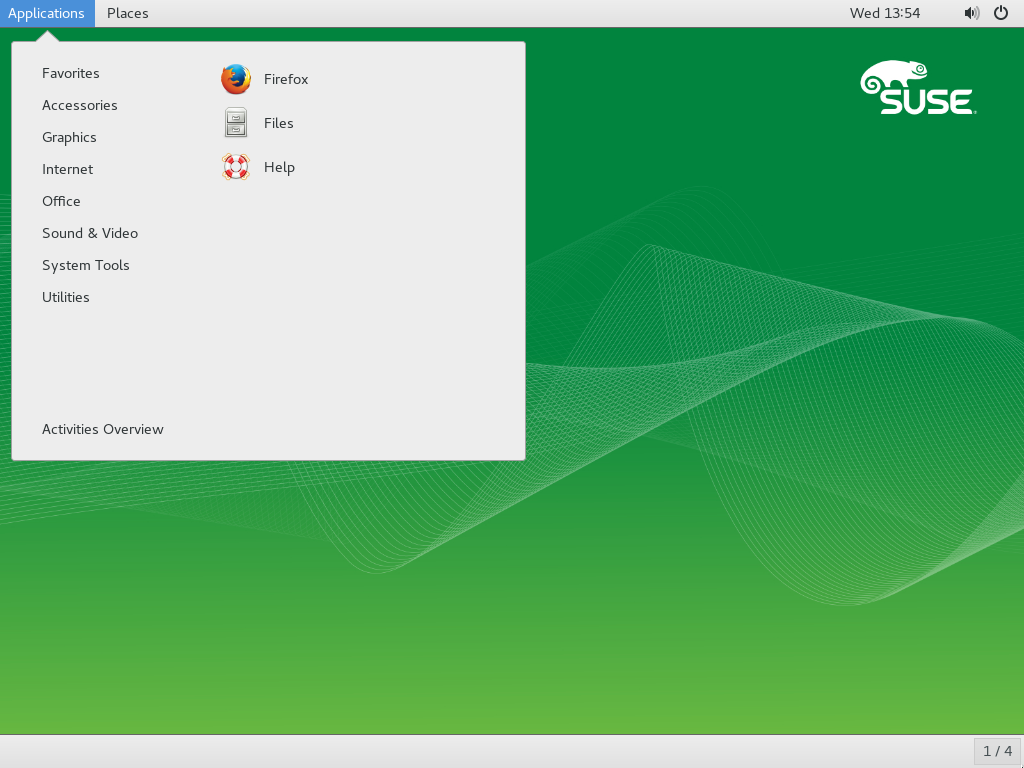 Applications Places Wed 13:54
Favorites
Accessories
Graphics
Internet
Office
Sound & Video
System Tools
Utilities
Activities Overview
Firefox
Files
Help
SUSE
1 / 4